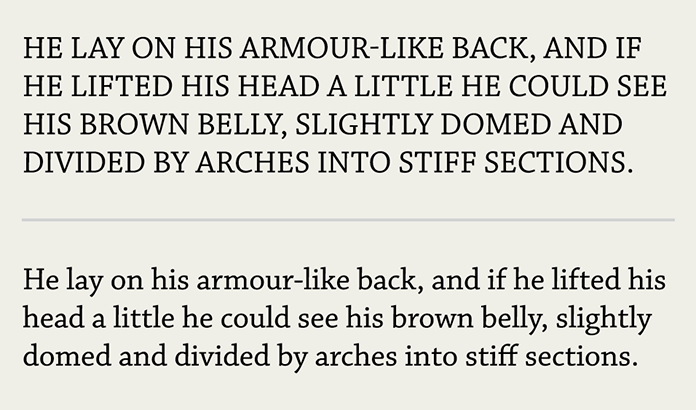 HE LAY ON HIS ARMOUR-LIKE BACK, AND IF
HE LIFTED HIS HEAD A LITTLE HE COULD SEE
HIS BROWN BELLY, SLIGHTLY DOMED AND
DIVIDED BY ARCHES INTO STIFF SECTIONS.
He lay on his armour-like back, and if he lifted his
head a little he could see his brown belly, slightly
domed and divided by arches into stiff sections.